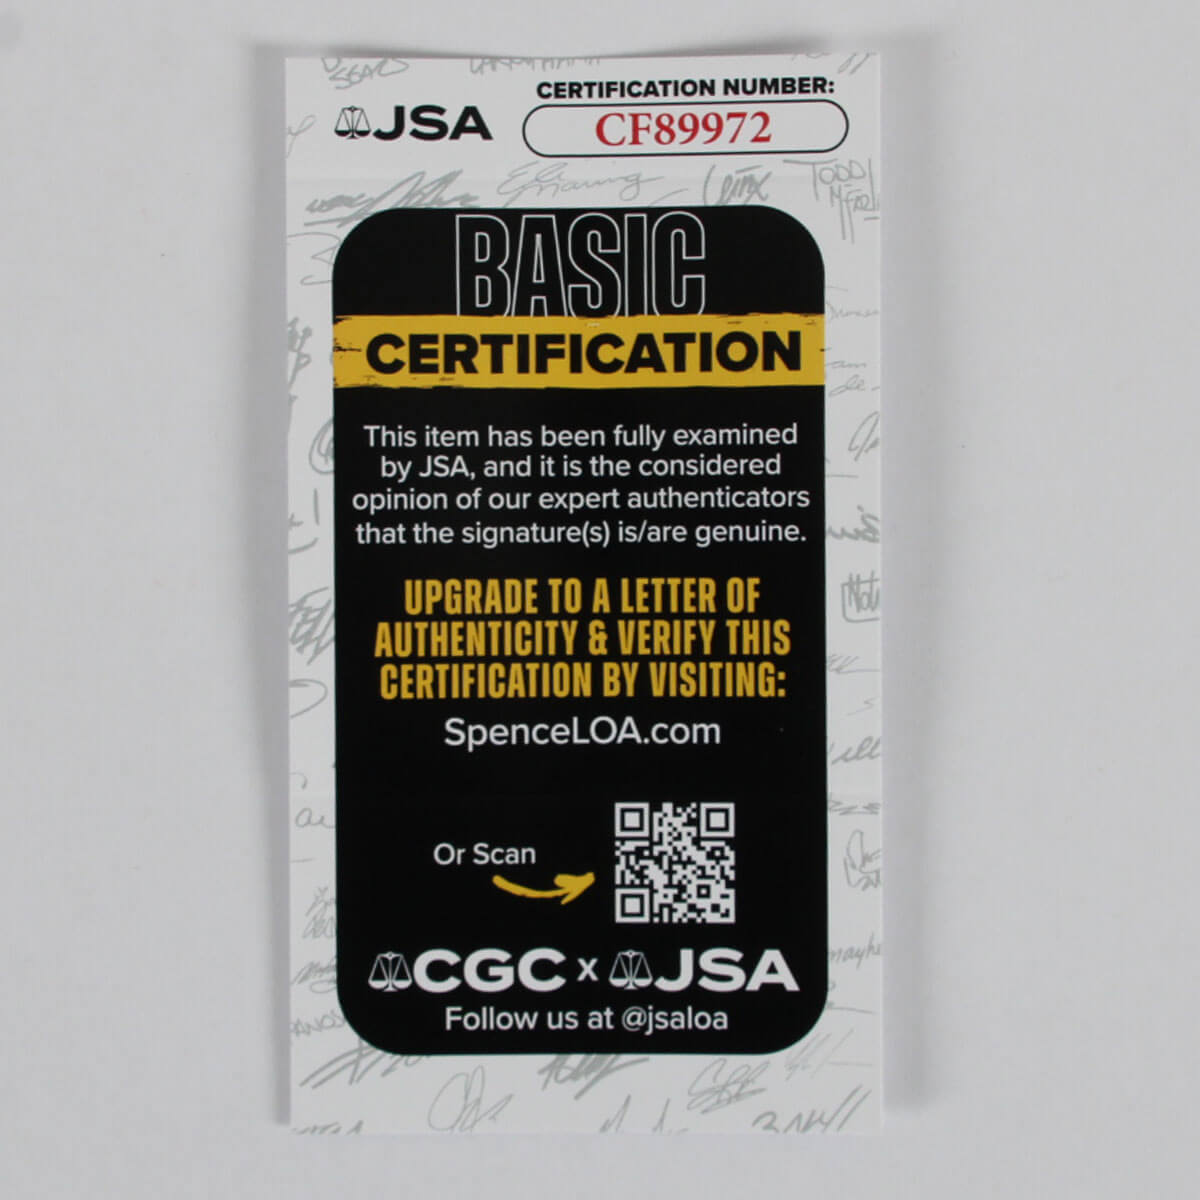 JSA
CERTIFICATION NUMBER:
CF89972
BASIC
CERTIFICATION
This item has been fully examined
by JSA, and it is the considered
opinion of our expert authenticators
that the signature(s) is/are genuine.
UPGRADE TO A LETTER OF
AUTHENTICITY & VERIFY THIS
CERTIFICATION BY VISITING:
SpenceLOA.com
Or Scan
CGC x JSA
Follow us at @jsaloa